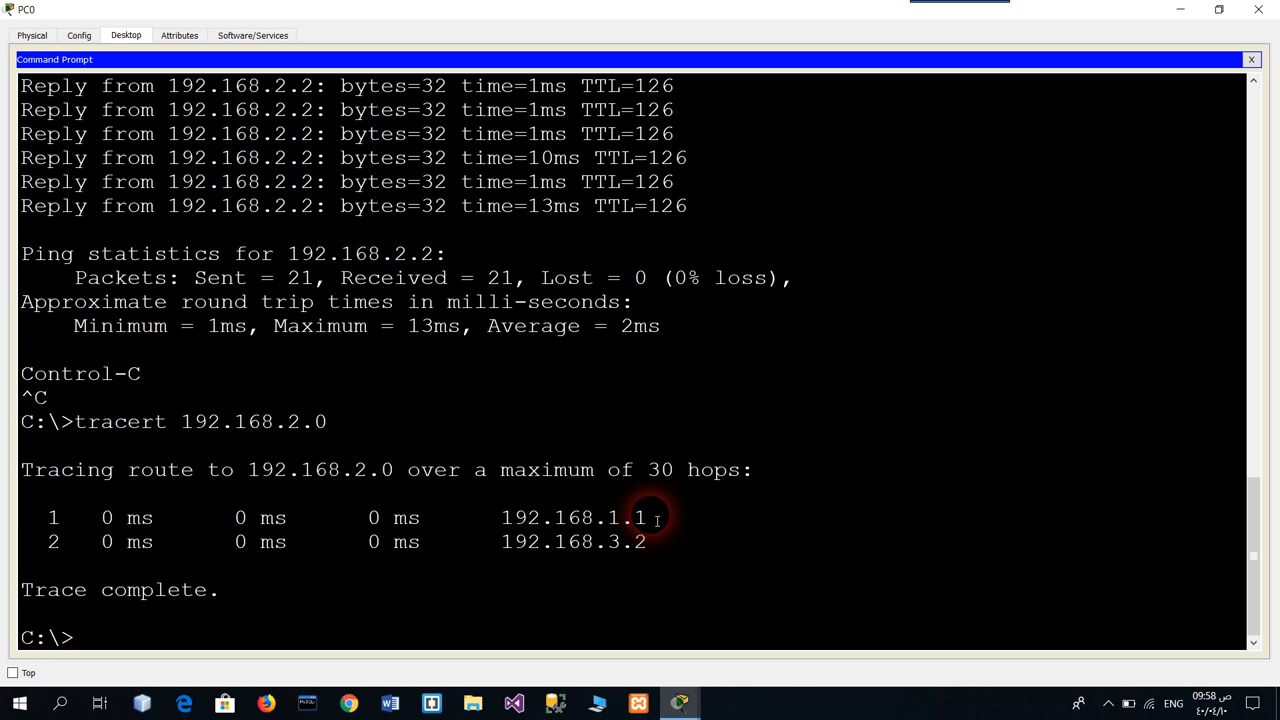 PC0
Physical Config Desktop Attributes Software/Services
Command Prompt X
Reply from 192.168.2.2: bytes=32 time=1ms TTL=126
Reply from 192.168.2.2: bytes=32 time=1ms TTL=126
Reply from 192.168.2.2: bytes=32 time=1ms TTL=126
Reply from 192.168.2.2: bytes=32 time=10ms TTL=126
Reply from 192.168.2.2: bytes=32 time=1ms TTL=126
Reply from 192.168.2.2: bytes=32 time=13ms TTL=126
Ping statistics for 192.168.2.2:
Packets: Sent = 21, Received = 21, Lost = 0 (0% loss),
Approximate round trip times in milli-seconds:
Minimum = 1ms, Maximum = 13ms, Average = 2ms
Control-C
^C
C:\>tracert 192.168.2.0
Tracing route to 192.168.2.0 over a maximum of 30 hops:
1 0 ms 0 ms 0 ms 192.168.1.1
2 0 ms 0 ms 0 ms 192.168.3.2
Trace complete.
C:\>
Top
ENG
09:58 ص